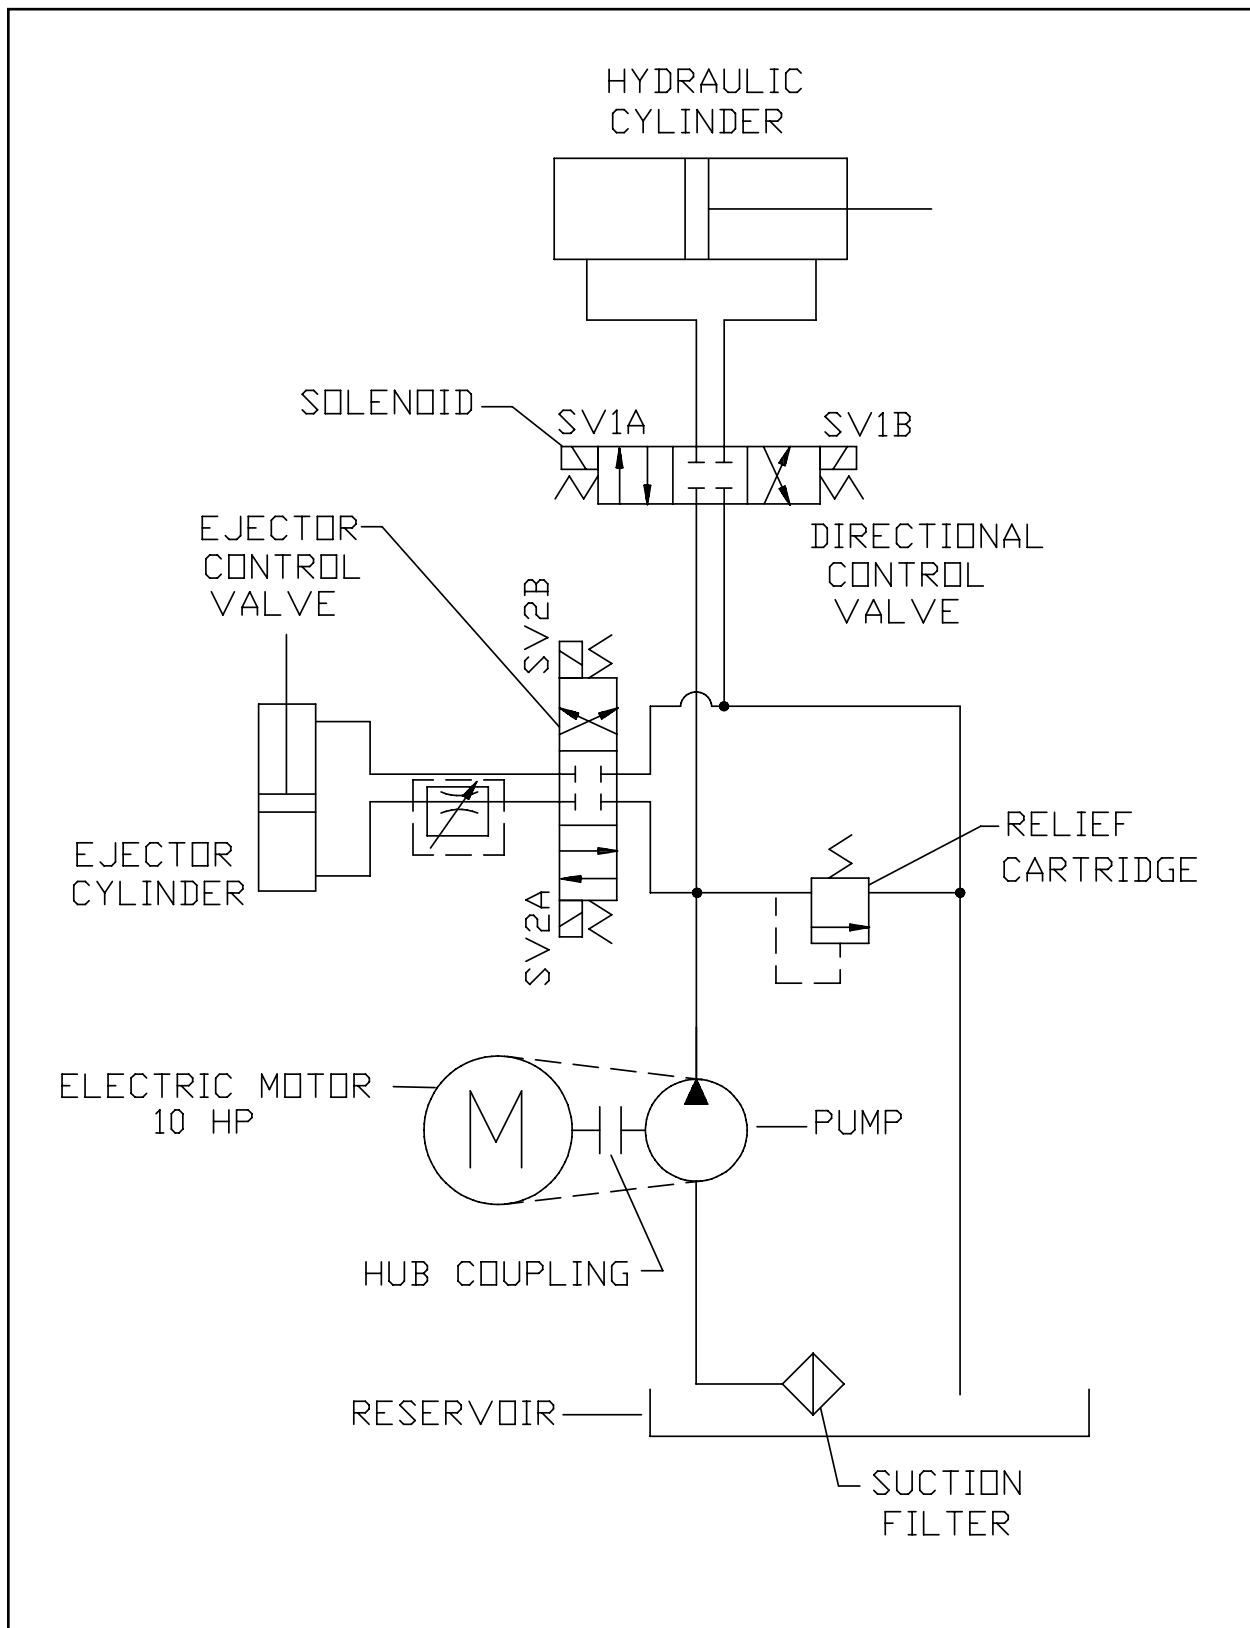 HYDRAULIC
CYLINDER
SOLENOID
SV1A
SV1B
EJECTOR
CONTROL
VALVE
DIRECTIONAL
CONTROL
VALVE
SV2B
RELIEF
CARTRIDGE
EJECTOR
CYLINDER
SV2A
ELECTRIC MOTOR
10 HP
M
PUMP
HUB COUPLING
RESERVOIR
SUCTION
FILTER